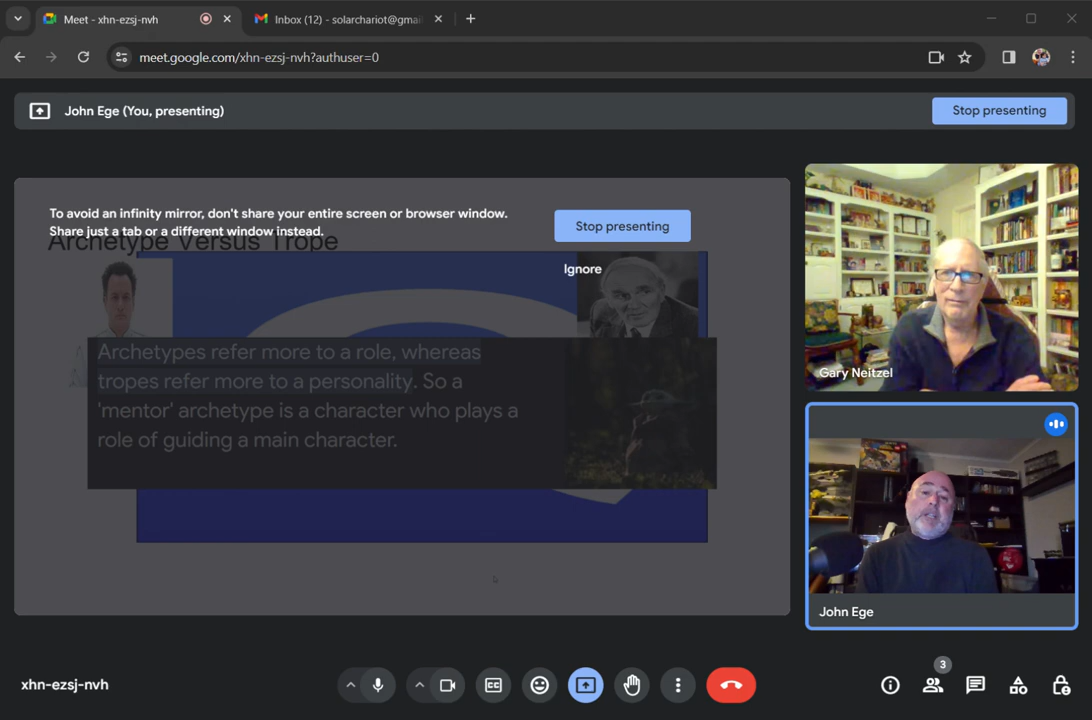 Meet - xhn-ezsj-nvh
Inbox (12) - solarchariot@gmai
meet.google.com/xhn-ezsj-nvh?authuser=0
John Ege (You, presenting)
Stop presenting
To avoid an infinity mirror, don't share your entire screen or browser window.
Share just a tab or a different window instead.
Stop presenting
Ignore
Archetype Versus Trope
Archetypes refer more to a role, whereas
tropes refer more to a personality. So a
'mentor' archetype is a character who plays a
role of guiding a main character.
Gary Neitzel
John Ege
xhn-ezsj-nvh
CC
3